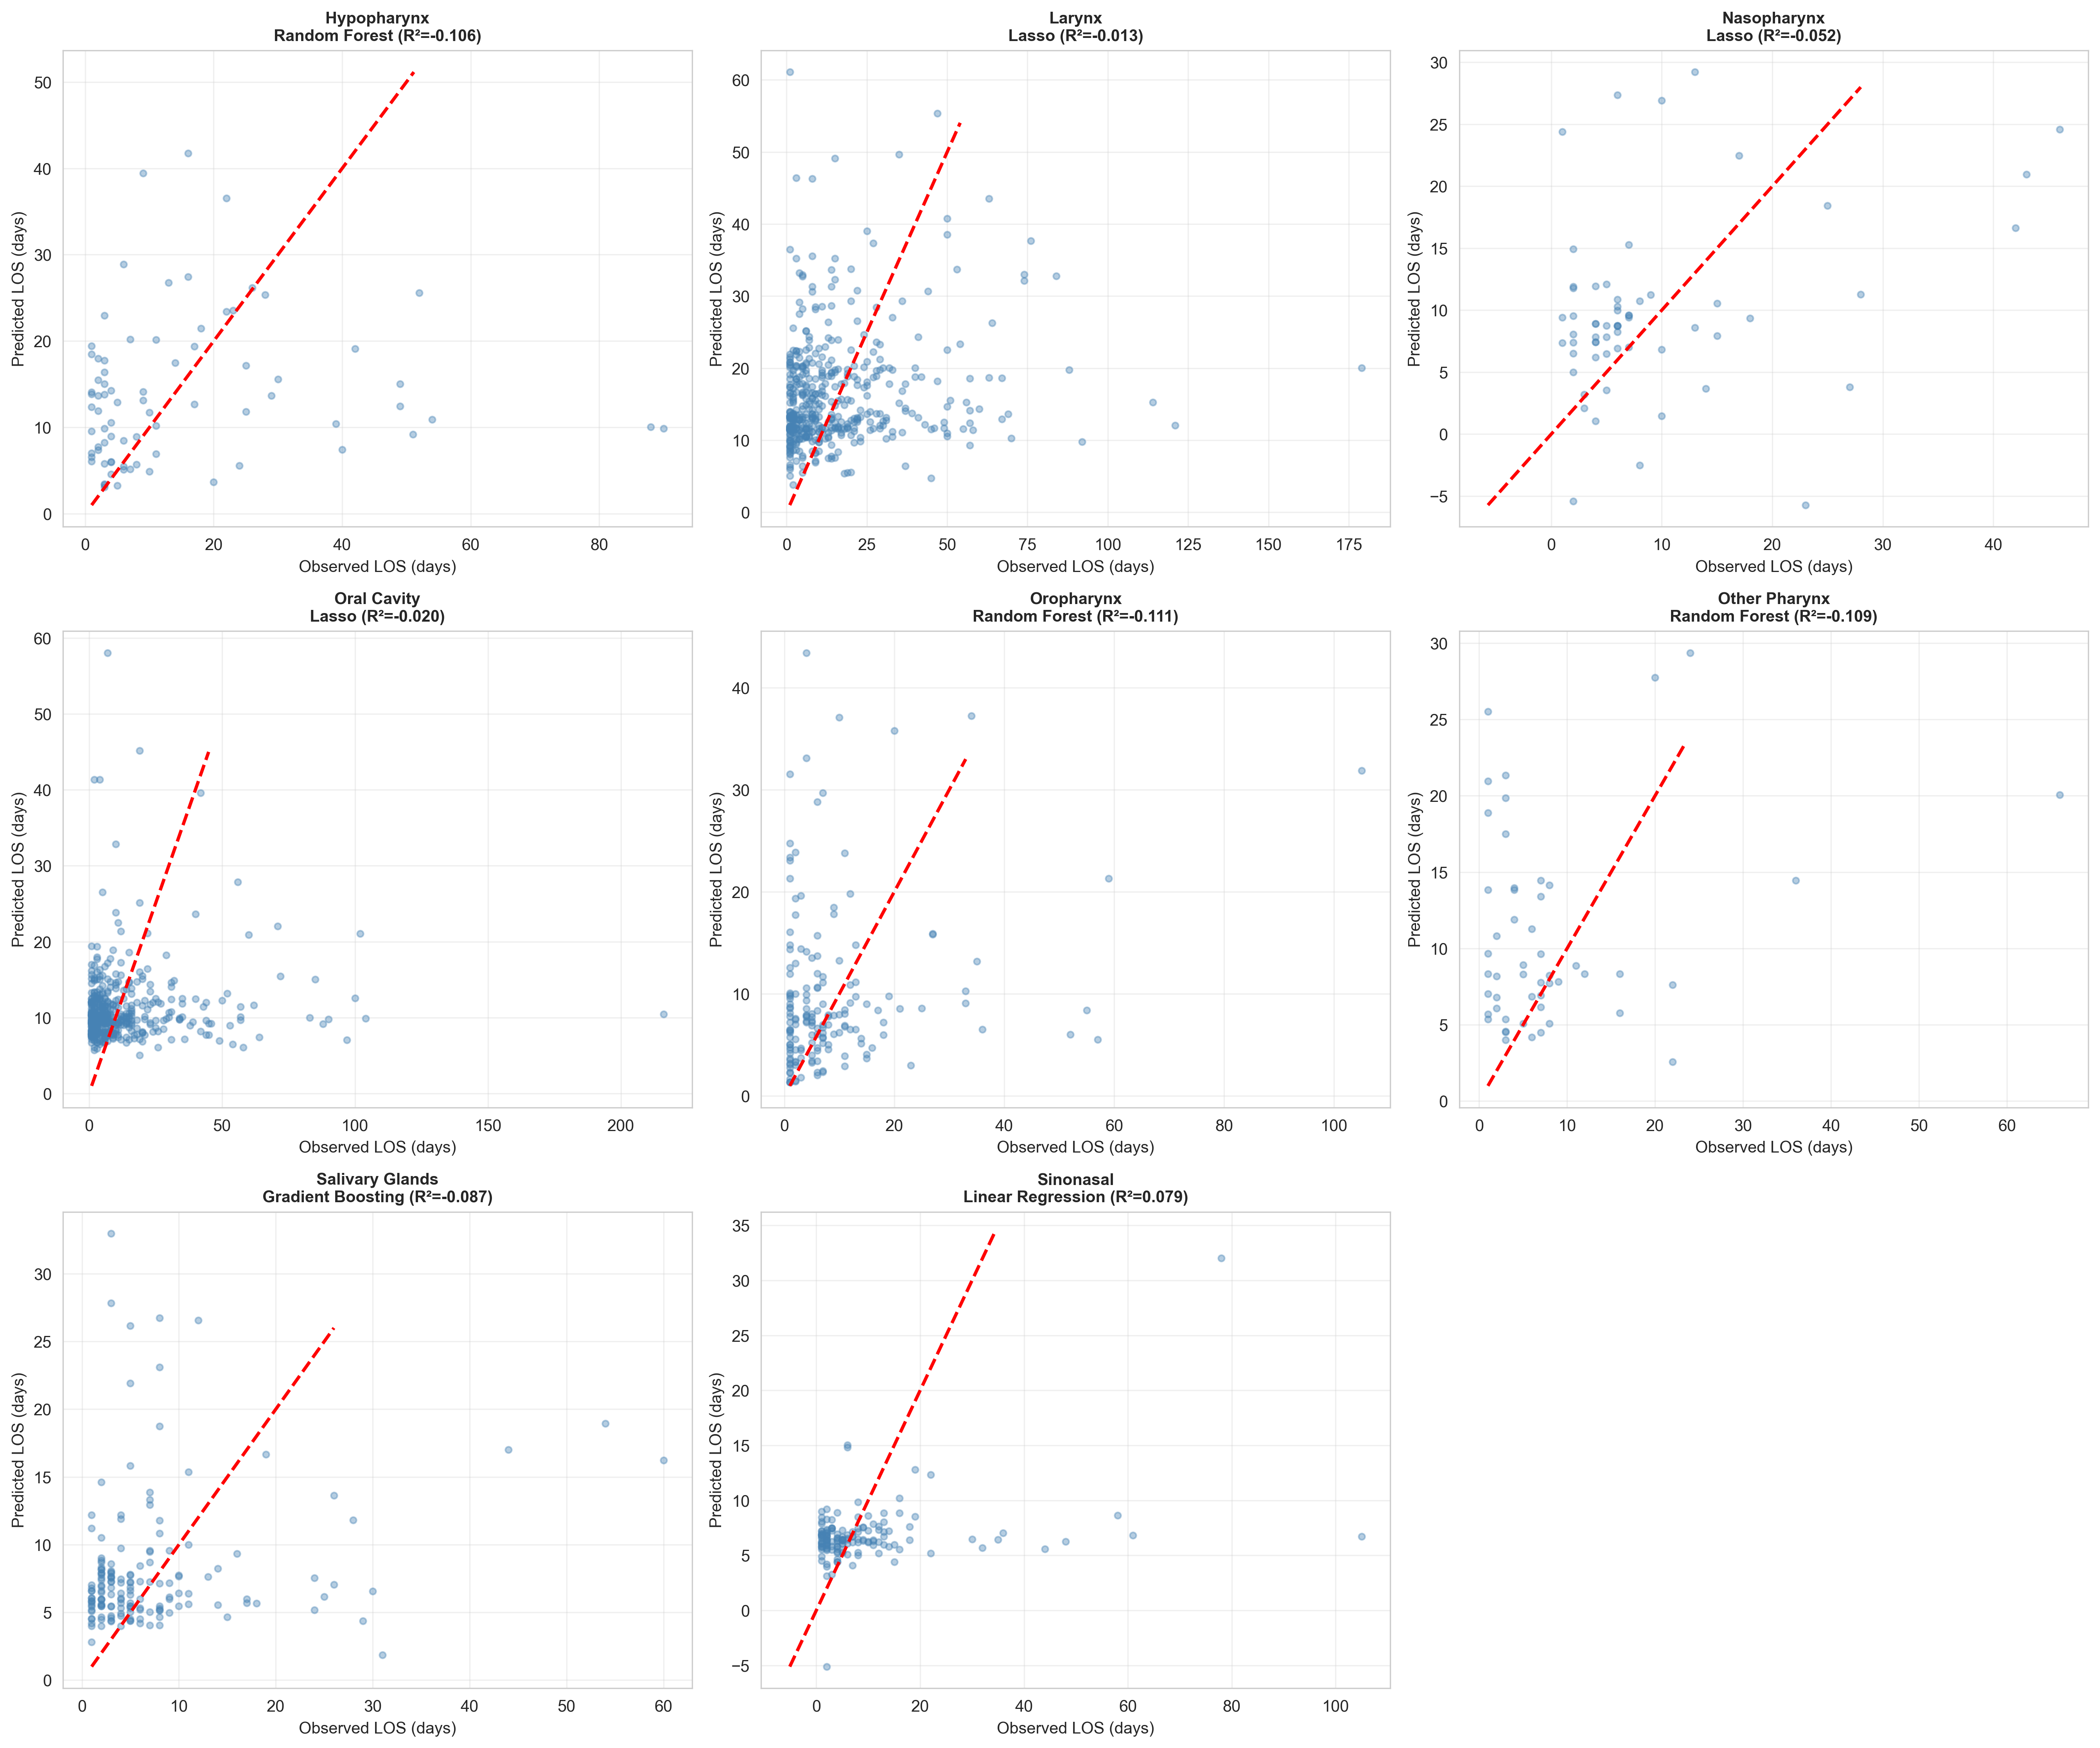 Hypopharynx
Random Forest (R²=-0.106)
Predicted LOS (days)
50
40
30
20
10
0
0 20 40 60 80
Observed LOS (days)
Larynx
Lasso (R²=-0.013)
Predicted LOS (days)
60
50
40
30
20
10
0
0 25 50 75 100 125 150 175
Observed LOS (days)
Nasopharynx
Lasso (R²=-0.052)
Predicted LOS (days)
30
25
20
15
10
5
0
−5
0 10 20 30 40
Observed LOS (days)
Oral Cavity
Lasso (R²=-0.020)
Predicted LOS (days)
60
50
40
30
20
10
0
0 50 100 150 200
Observed LOS (days)
Oropharynx
Random Forest (R²=-0.111)
Predicted LOS (days)
40
30
20
10
0
0 20 40 60 80 100
Observed LOS (days)
Other Pharynx
Random Forest (R²=-0.109)
Predicted LOS (days)
30
25
20
15
10
5
0
0 10 20 30 40 50 60
Observed LOS (days)
Salivary Glands
Gradient Boosting (R²=-0.087)
Predicted LOS (days)
30
25
20
15
10
5
0
0 10 20 30 40 50 60
Observed LOS (days)
Sinonasal
Linear Regression (R²=0.079)
Predicted LOS (days)
35
30
25
20
15
10
5
0
−5
0 20 40 60 80 100
Observed LOS (days)